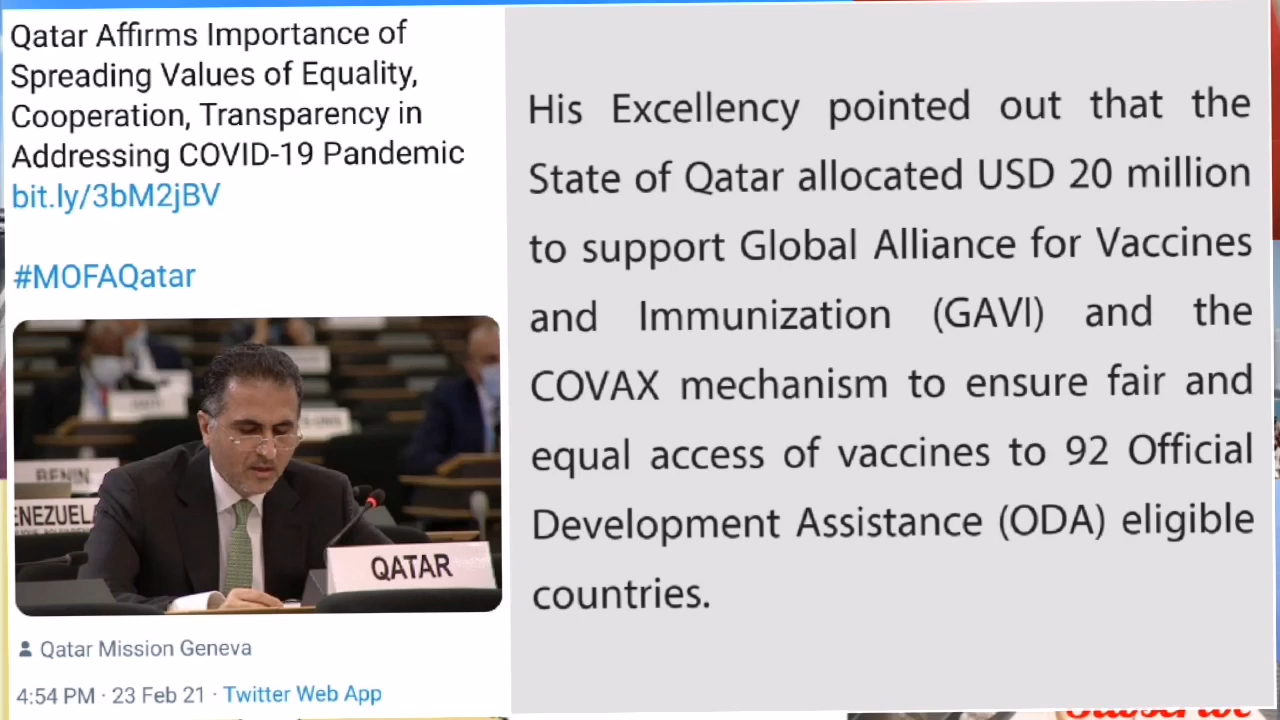 Qatar Affirms Importance of
Spreading Values of Equality,
Cooperation, Transparency in
Addressing COVID-19 Pandemic
bit.ly/3bM2jBV
#MOFAQatar
BENIN
ENEZUELA
QATAR
Qatar Mission Geneva
4:54 PM · 23 Feb 21 · Twitter Web App
His Excellency pointed out that the
State of Qatar allocated USD 20 million
to support Global Alliance for Vaccines
and Immunization (GAVI) and the
COVAX mechanism to ensure fair and
equal access of vaccines to 92 Official
Development Assistance (ODA) eligible
countries.
Subscribe